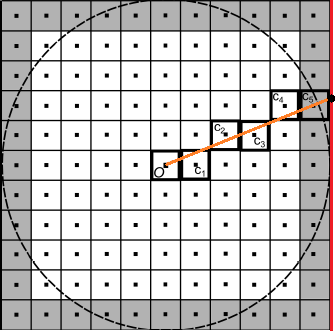 c₄ c₅
c₂ c₃
O c₁